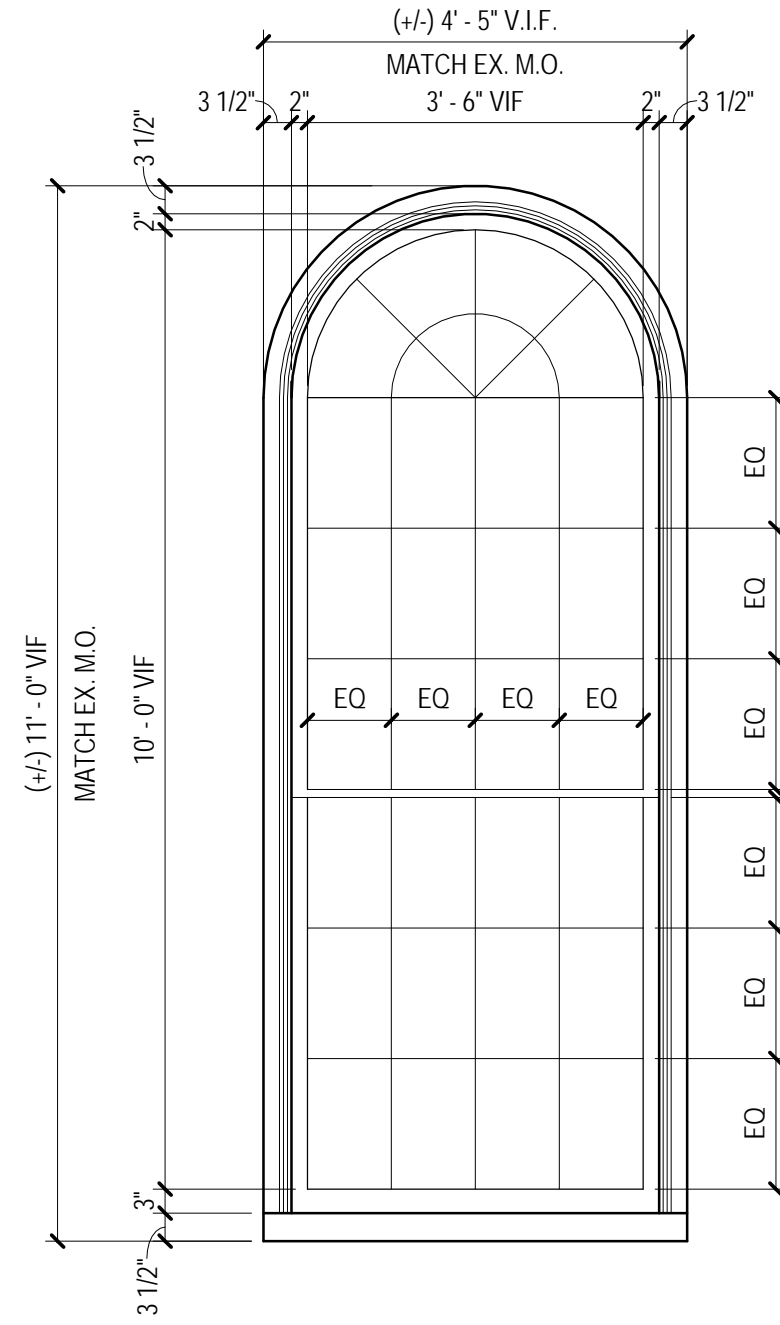 (+/-) 4' - 5" V.I.F.
MATCH EX. M.O.
3 1/2"
2"
3' - 6" VIF
2"
3 1/2"
3 1/2"
2"
(+/-) 11' - 0" VIF
MATCH EX. M.O.
10' - 0" VIF
EQ
EQ
EQ
EQ
EQ
EQ
EQ
EQ
EQ
EQ
3"
3 1/2"